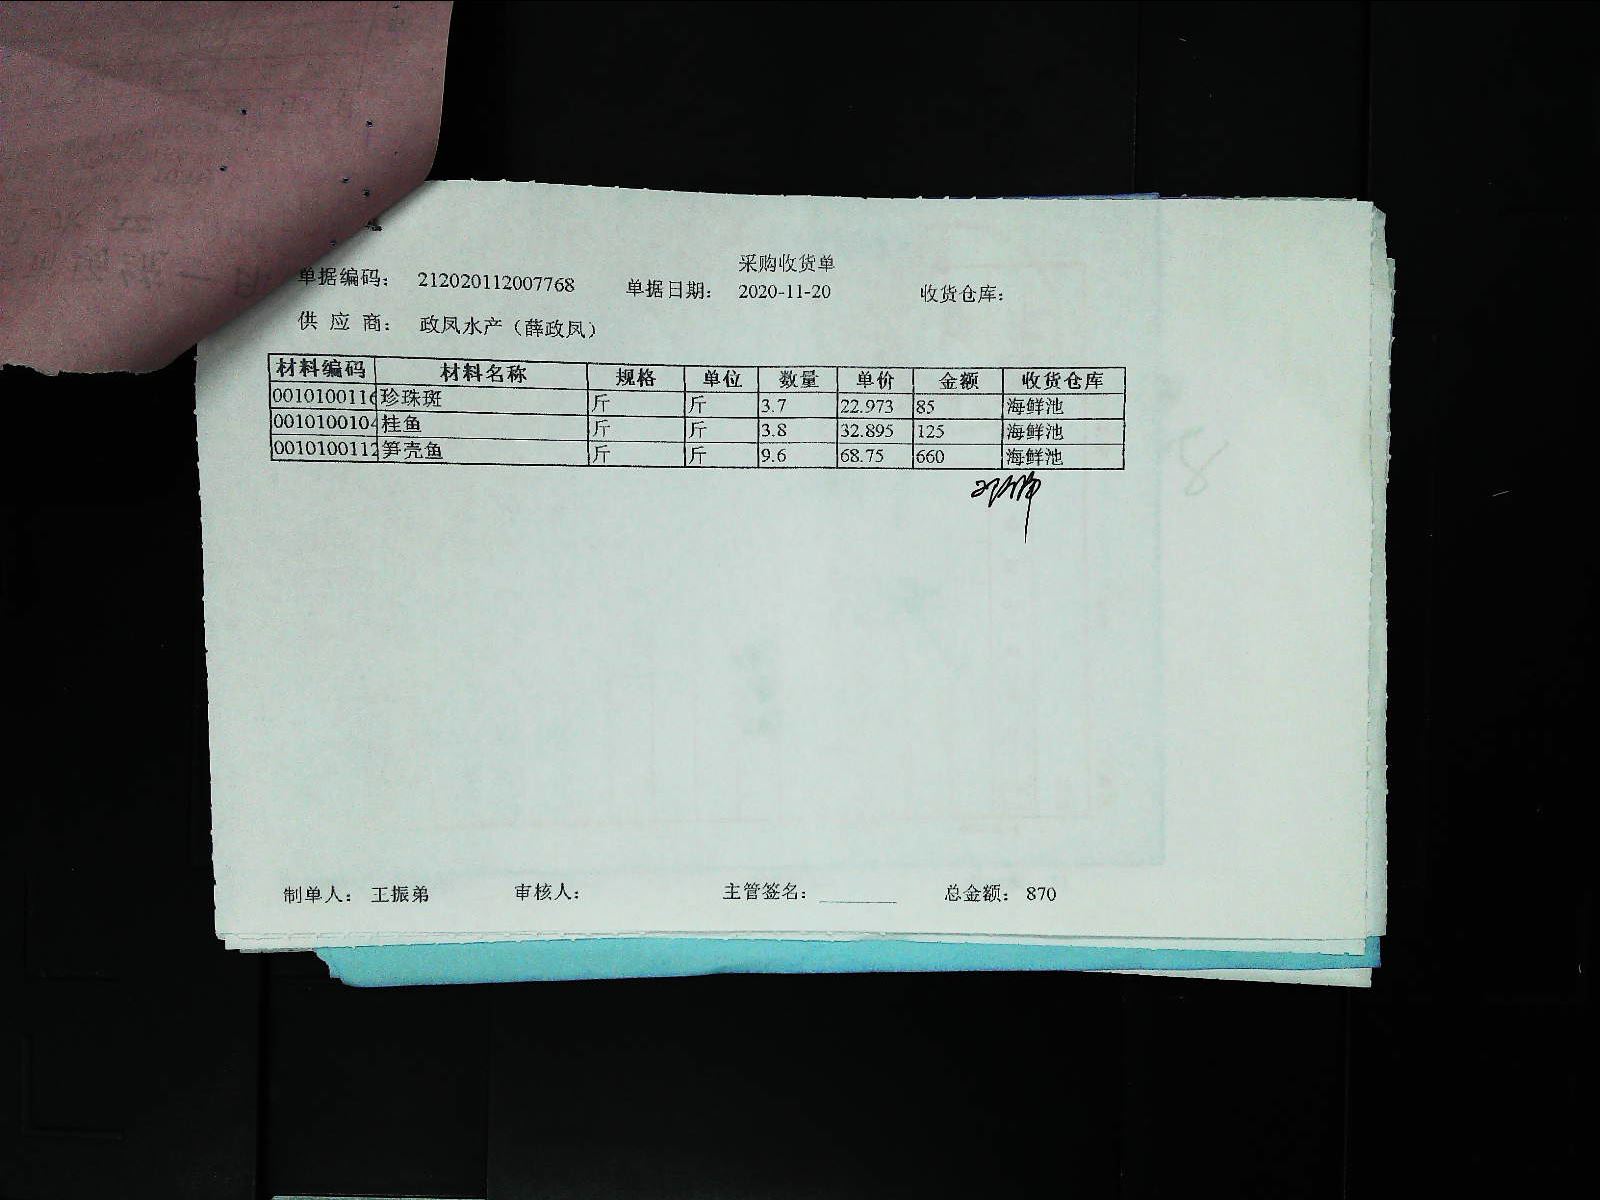 采购收货单
单据编码： 212020112007768 单据日期： 2020-11-20 收货仓库：
供 应 商： 政凤水产（薛政凤）
材料编码 材料名称 规格 单位 数量 单价 金额 收货仓库
0010100116 珍珠斑 斤 斤 3.7 22.973 85 海鲜池
0010100104 桂鱼 斤 斤 3.8 32.895 125 海鲜池
0010100112 笋壳鱼 斤 斤 9.6 68.75 660 海鲜池
制单人： 王振弟 审核人： 主管签名： 总金额： 870